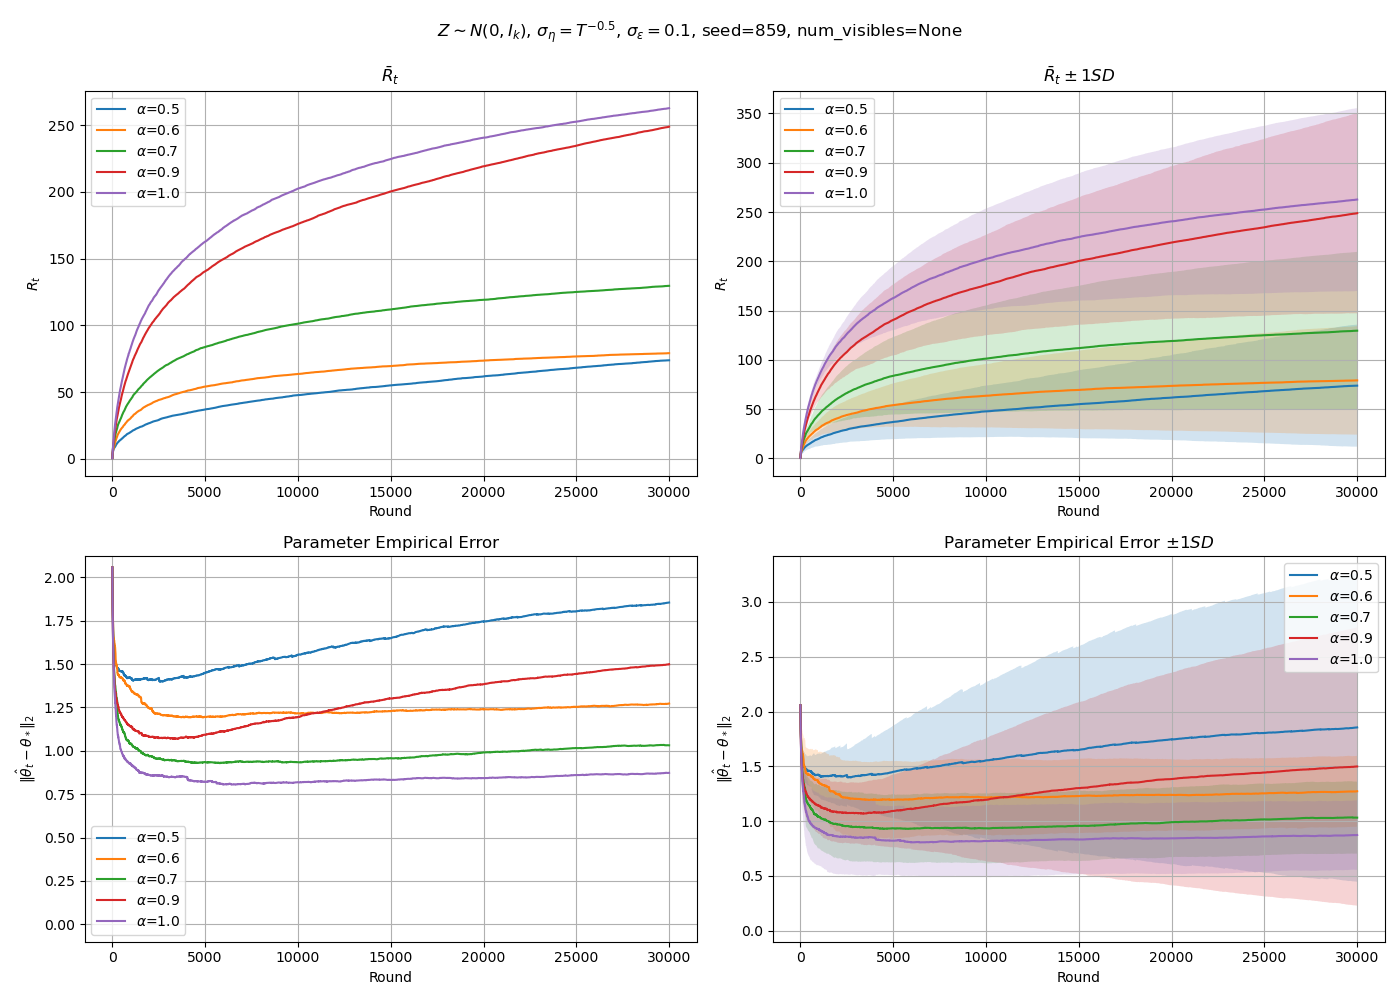 Z ~ N(0, I_k), σ_η = T^{-0.5}, σ_ε = 0.1, seed=859, num_visibles=None
R̄_t
R_t
250
200
150
100
50
0
α=0.5
α=0.6
α=0.7
α=0.9
α=1.0
0 5000 10000 15000 20000 25000 30000
Round
R̄_t ± 1SD
R_t
350
300
250
200
150
100
50
0
α=0.5
α=0.6
α=0.7
α=0.9
α=1.0
0 5000 10000 15000 20000 25000 30000
Round
Parameter Empirical Error
‖θ̂_t − θ_*‖_2
2.00
1.75
1.50
1.25
1.00
0.75
0.50
0.25
0.00
α=0.5
α=0.6
α=0.7
α=0.9
α=1.0
0 5000 10000 15000 20000 25000 30000
Round
Parameter Empirical Error ±1SD
‖θ̂_t − θ_*‖_2
3.0
2.5
2.0
1.5
1.0
0.5
0.0
α=0.5
α=0.6
α=0.7
α=0.9
α=1.0
0 5000 10000 15000 20000 25000 30000
Round